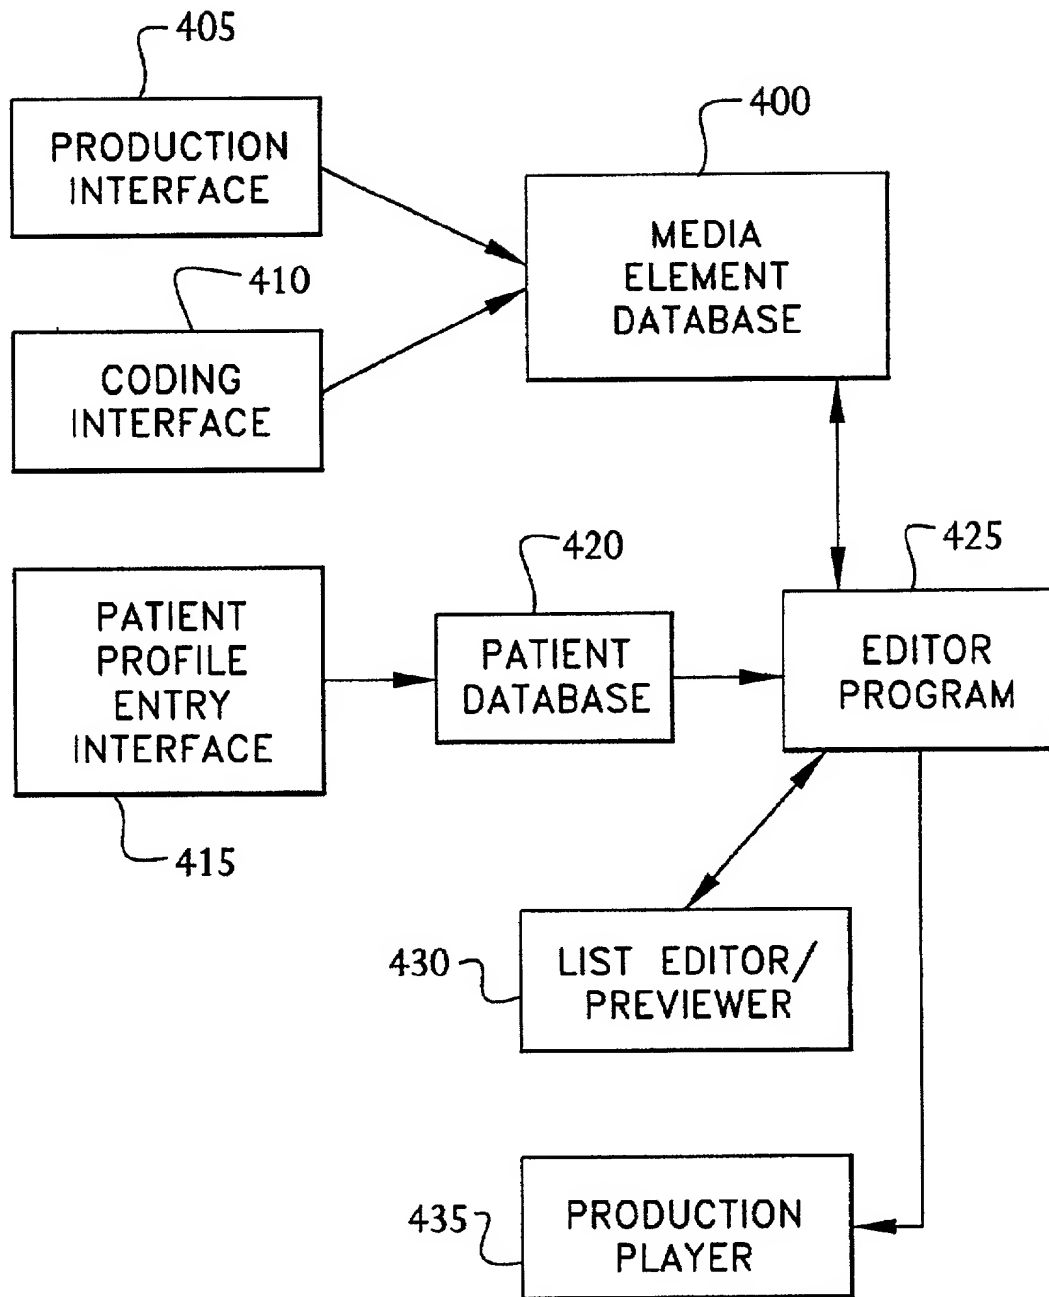 405
PRODUCTION
INTERFACE
400
MEDIA
ELEMENT
DATABASE
410
CODING
INTERFACE
420
425
PATIENT
PROFILE
ENTRY
INTERFACE
415
PATIENT
DATABASE
EDITOR
PROGRAM
430
LIST EDITOR/
PREVIEWER
435
PRODUCTION
PLAYER